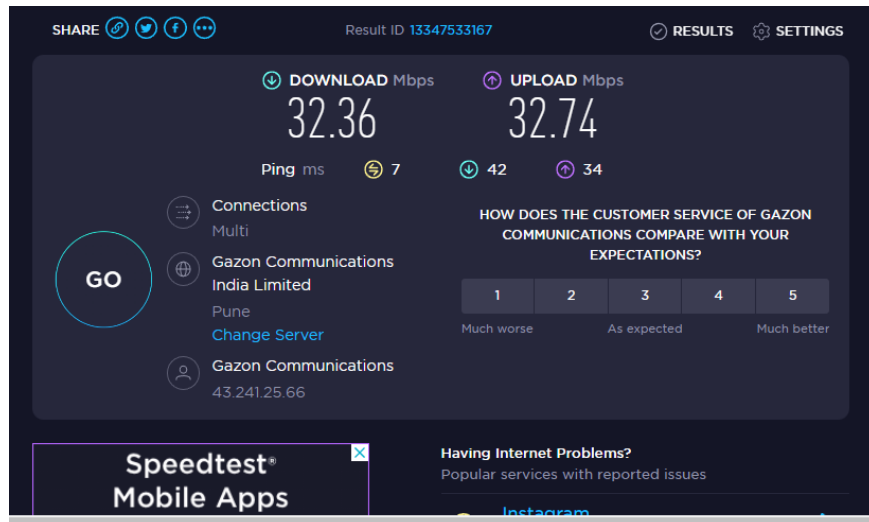 SHARE Result ID 13347533167 RESULTS SETTINGS
DOWNLOAD Mbps UPLOAD Mbps
32.36 32.74
Ping ms 7 42 34
GO
Connections
Multi
Gazon Communications
India Limited
Pune
Change Server
Gazon Communications
43.241.25.66
HOW DOES THE CUSTOMER SERVICE OF GAZON
COMMUNICATIONS COMPARE WITH YOUR
EXPECTATIONS?
1 2 3 4 5
Much worse As expected Much better
Speedtest®
Mobile Apps
Having Internet Problems?
Popular services with reported issues
Instagram